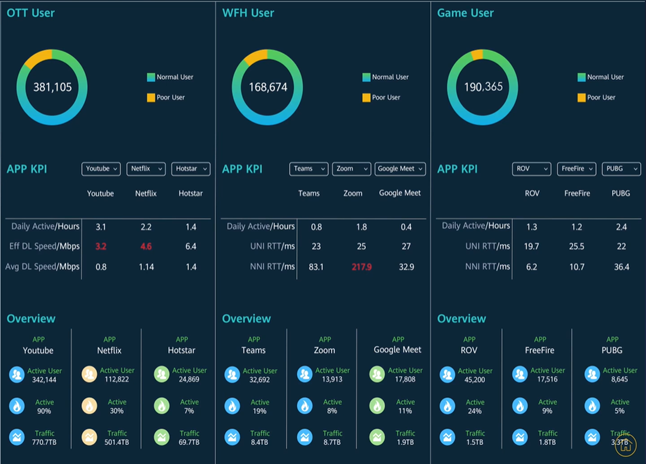 OTT User
381,105
Normal User
Poor User
APP KPI
Youtube
Netflix
Hotstar
Youtube Netflix Hotstar
Daily Active/Hours 3.1 2.2 1.4
Eff DL Speed/Mbps 3.2 4.6 6.4
Avg DL Speed/Mbps 0.8 1.14 1.4
Overview
APP APP APP
Youtube Netflix Hotstar
Active User Active User Active User
342,144 112,822 24,869
Active Active Active
90% 30% 7%
Traffic Traffic Traffic
770.7TB 501.4TB 69.7TB
WFH User
168,674
Normal User
Poor User
APP KPI
Teams
Zoom
Google Meet
Teams Zoom Google Meet
Daily Active/Hours 0.8 1.8 0.4
UNI RTT/ms 23 25 27
NNI RTT/ms 83.1 217.9 32.9
Overview
APP APP APP
Teams Zoom Google Meet
Active User Active User Active User
32,692 13,913 17,808
Active Active Active
19% 8% 11%
Traffic Traffic Traffic
8.4TB 8.7TB 1.9TB
Game User
190,365
Normal User
Poor User
APP KPI
ROV
FreeFire
PUBG
ROV FreeFire PUBG
Daily Active/Hours 1.3 1.2 2.4
UNI RTT/ms 19.7 25.5 22
NNI RTT/ms 6.2 10.7 36.4
Overview
APP APP APP
ROV FreeFire PUBG
Active User Active User Active User
45,200 17,516 8,645
Active Active Active
24% 9% 5%
Traffic Traffic Traffic
1.5TB 1.8TB 3.3TB